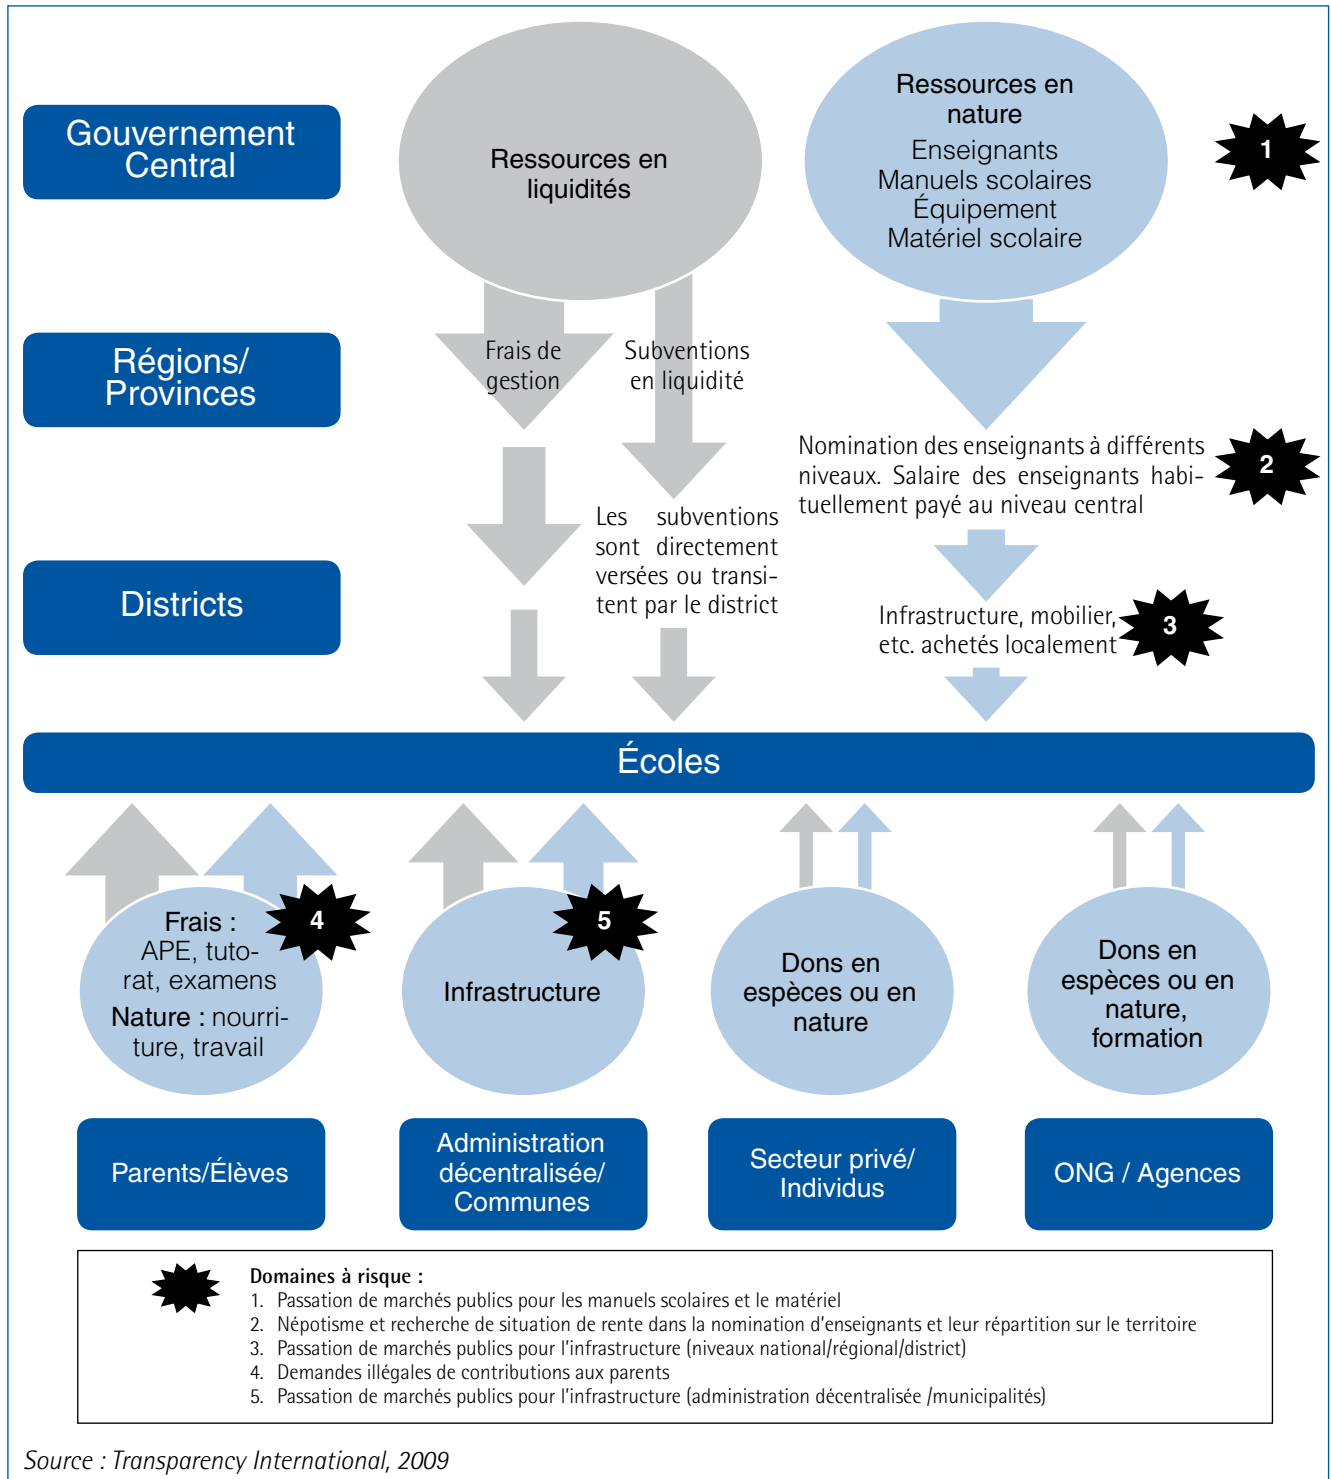 Gouvernement
Central
Ressources en
liquidités
Ressources en
nature
Enseignants
Manuels scolaires
Équipement
Matériel scolaire
1
Régions/
Provinces
Frais de
gestion
Subventions
en liquidité
Nomination des enseignants à différents
niveaux. Salaire des enseignants habi-
tuellement payé au niveau central
2
Les subventions
sont directement
versées ou transi-
tent par le district
Districts
Infrastructure, mobilier,
etc. achetés localement
3
Écoles
Frais :
APE, tuto-
rat, examens
Nature : nourri-
ture, travail
4
Infrastructure
5
Dons en
espèces ou en
nature
Dons en
espèces ou en
nature,
formation
Parents/Élèves
Administration
décentralisée/
Communes
Secteur privé/
Individus
ONG / Agences
Domaines à risque :
1. Passation de marchés publics pour les manuels scolaires et le matériel
2. Népotisme et recherche de situation de rente dans la nomination d'enseignants et leur répartition sur le territoire
3. Passation de marchés publics pour l'infrastructure (niveaux national/régional/district)
4. Demandes illégales de contributions aux parents
5. Passation de marchés publics pour l'infrastructure (administration décentralisée /municipalités)
Source : Transparency International, 2009